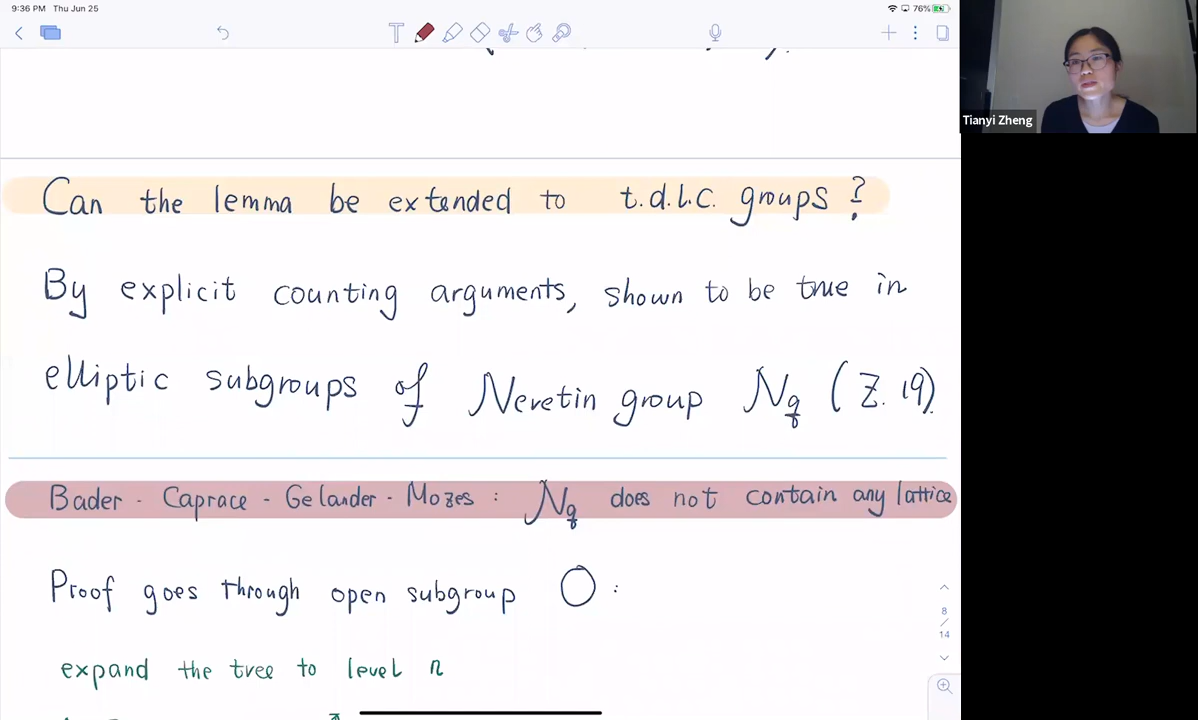 9:36 PM Thu Jun 25
76%
Tianyi Zheng
Can the lemma be extended to t.d.l.c. groups?
By explicit counting arguments, shown to be true in
elliptic subgroups of Neretin group Nq (Z. 19).
Bader - Caprace - Gelander - Mozes : Nq does not contain any lattice
Proof goes through open subgroup O :
8
/
14
expand the tree to level n